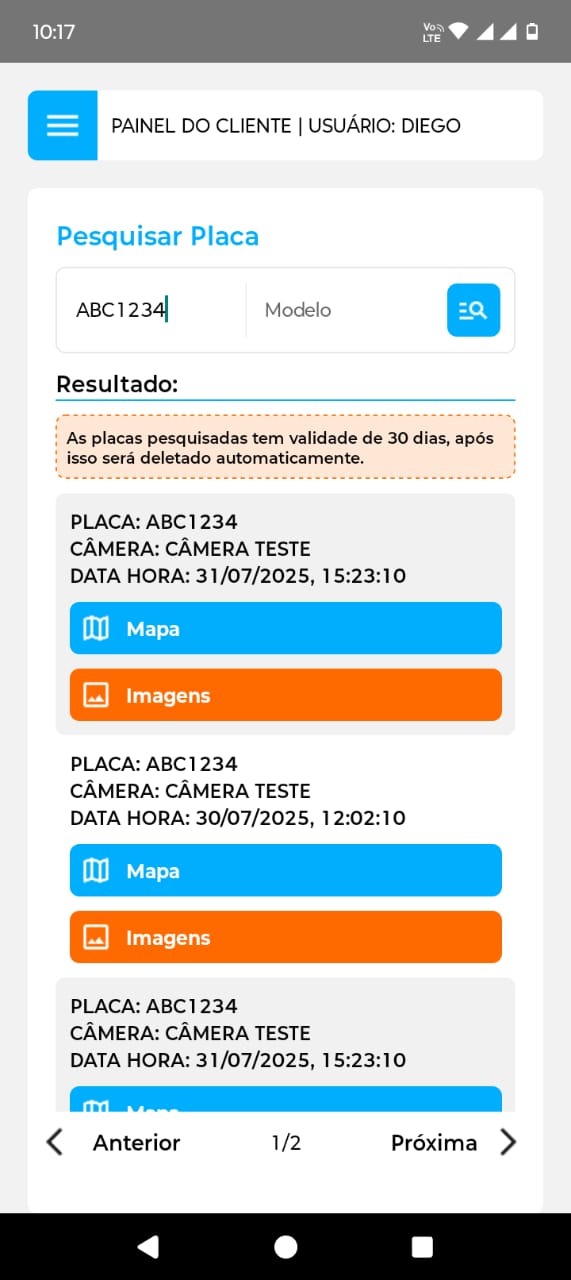 10:17
Vo
LTE
PAINEL DO CLIENTE | USUÁRIO: DIEGO
Pesquisar Placa
ABC1234
Modelo
Resultado:
As placas pesquisadas tem validade de 30 dias, após
isso será deletado automaticamente.
PLACA: ABC1234
CÂMERA: CÂMERA TESTE
DATA HORA: 31/07/2025, 15:23:10
Mapa
Imagens
PLACA: ABC1234
CÂMERA: CÂMERA TESTE
DATA HORA: 30/07/2025, 12:02:10
Mapa
Imagens
PLACA: ABC1234
CÂMERA: CÂMERA TESTE
DATA HORA: 31/07/2025, 15:23:10
Mapa
Anterior 1/2 Próxima